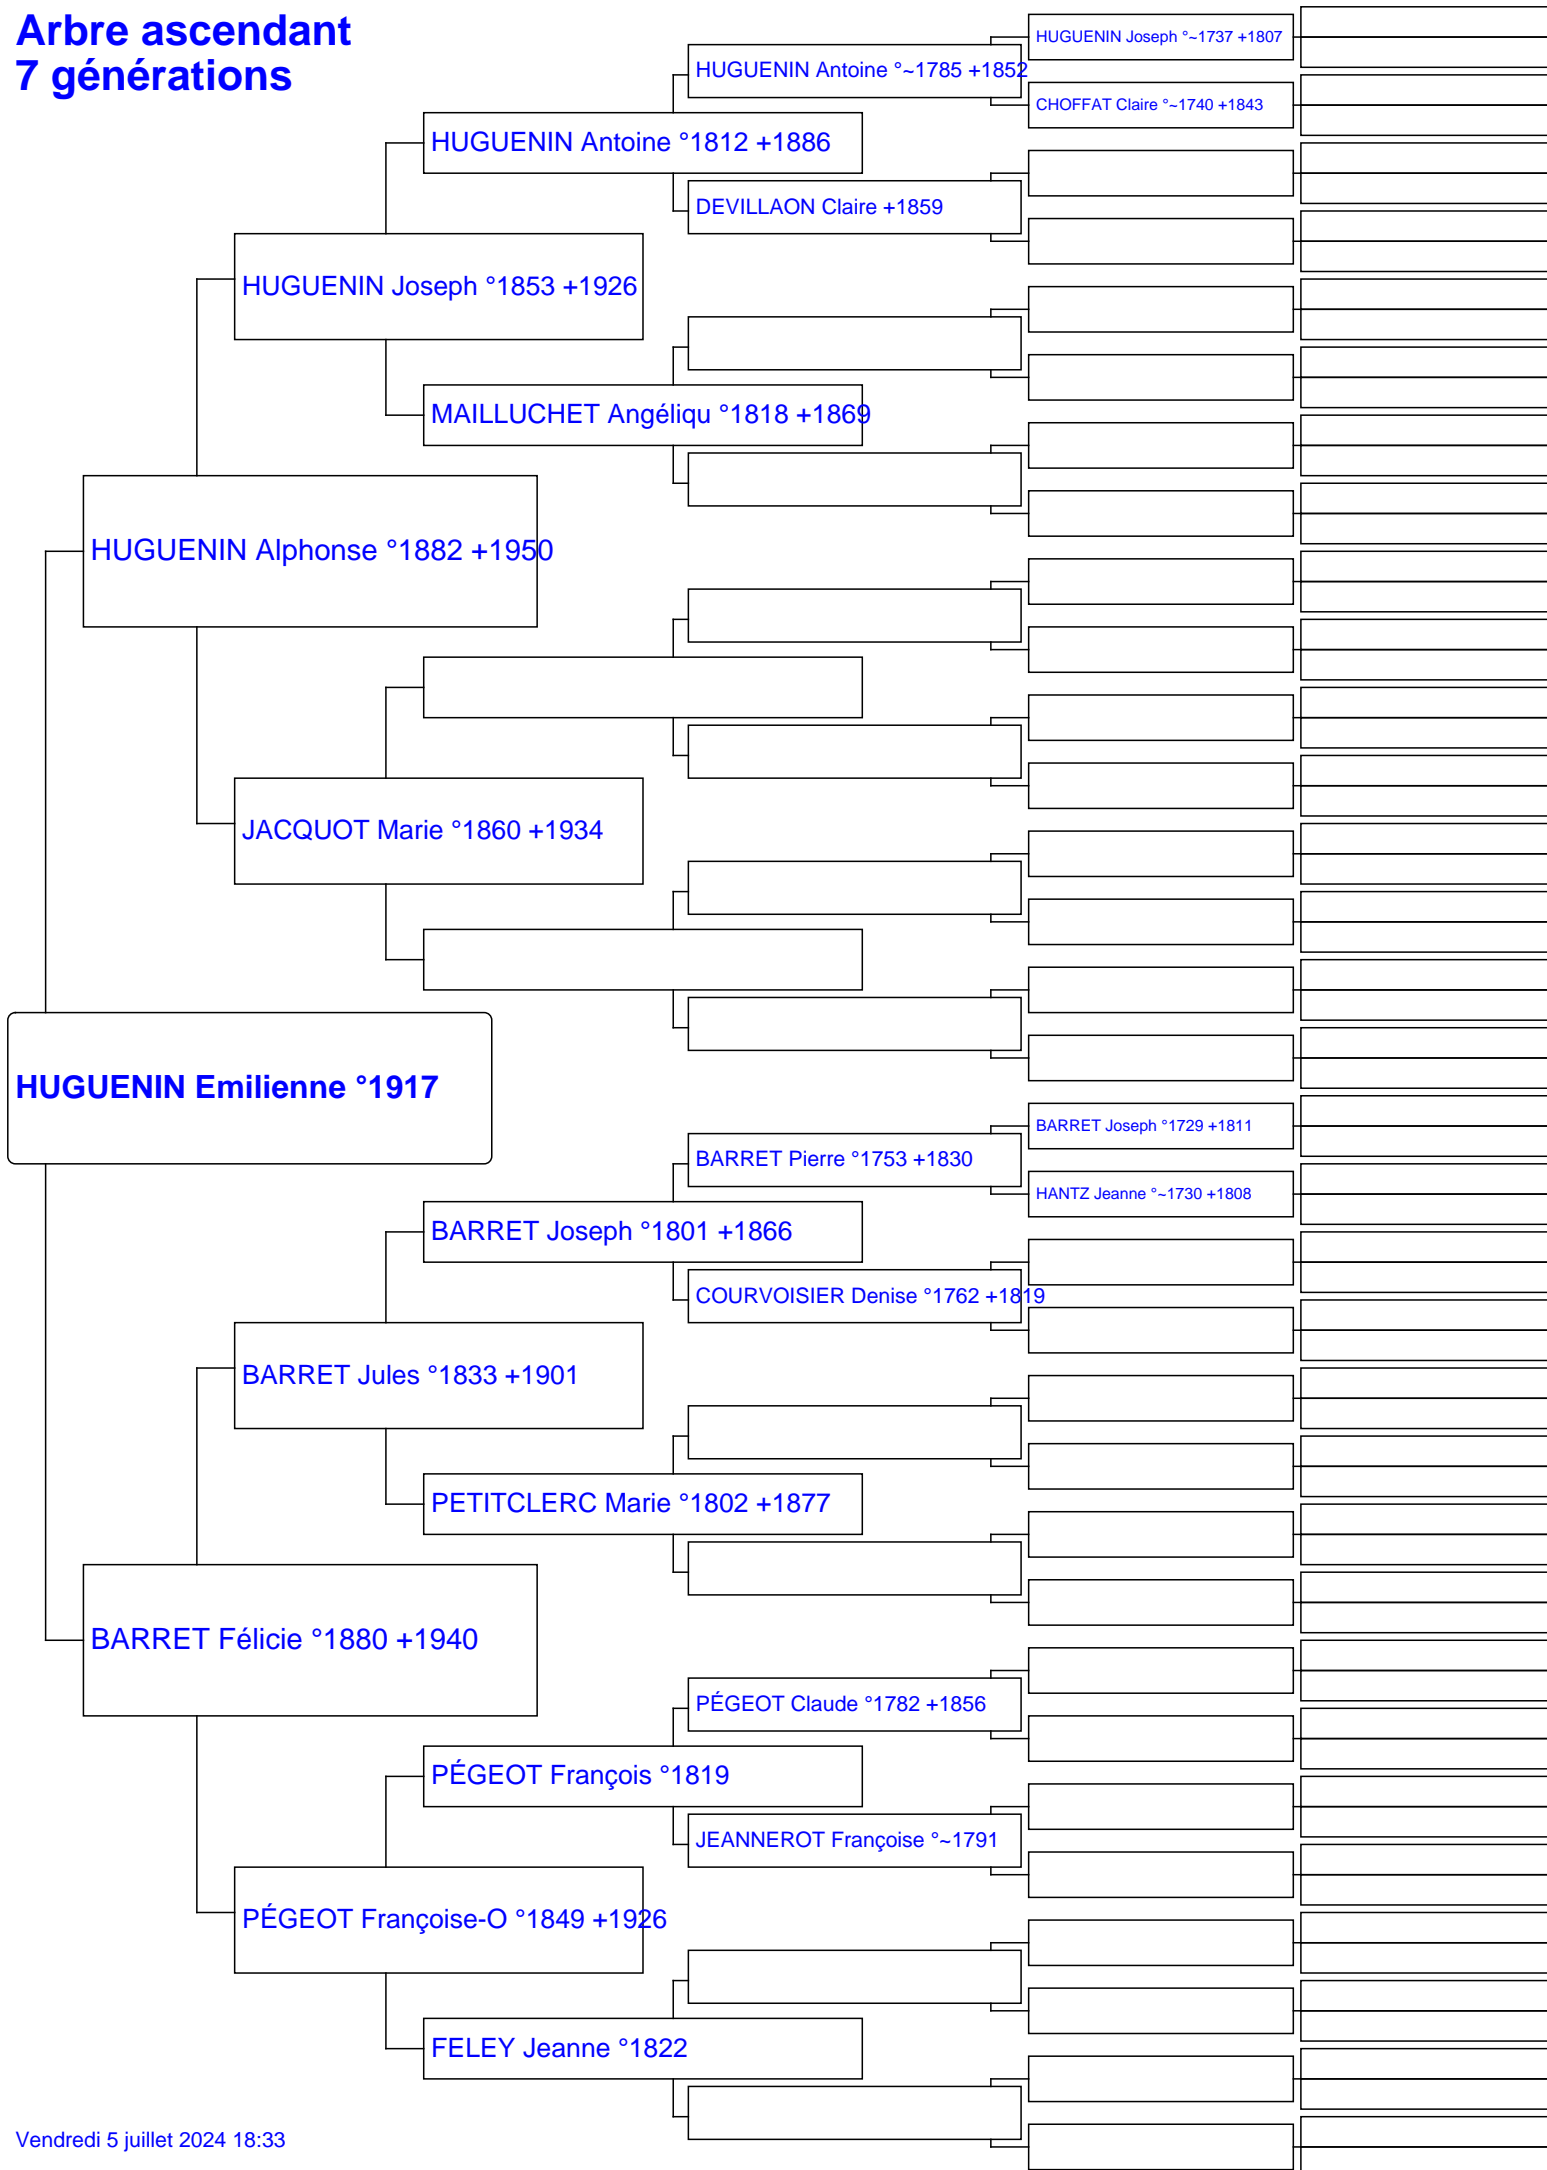 Arbre ascendant
7 générations
HUGUENIN Joseph °~1737 +1807
HUGUENIN Antoine °~1785 +1852
CHOFFAT Claire °~1740 +1843
HUGUENIN Antoine °1812 +1886
DEVILLAON Claire +1859
HUGUENIN Joseph °1853 +1926
MAILLUCHET Angéliqu °1818 +1869
HUGUENIN Alphonse °1882 +1950
JACQUOT Marie °1860 +1934
HUGUENIN Emilienne °1917
BARRET Joseph °1729 +1811
BARRET Pierre °1753 +1830
HANTZ Jeanne °~1730 +1808
BARRET Joseph °1801 +1866
COURVOISIER Denise °1762 +1819
BARRET Jules °1833 +1901
PETITCLERC Marie °1802 +1877
BARRET Félicie °1880 +1940
PÉGEOT Claude °1782 +1856
PÉGEOT François °1819
JEANNEROT Françoise °~1791
PÉGEOT Françoise-O °1849 +1926
FELEY Jeanne °1822
Vendredi 5 juillet 2024 18:33